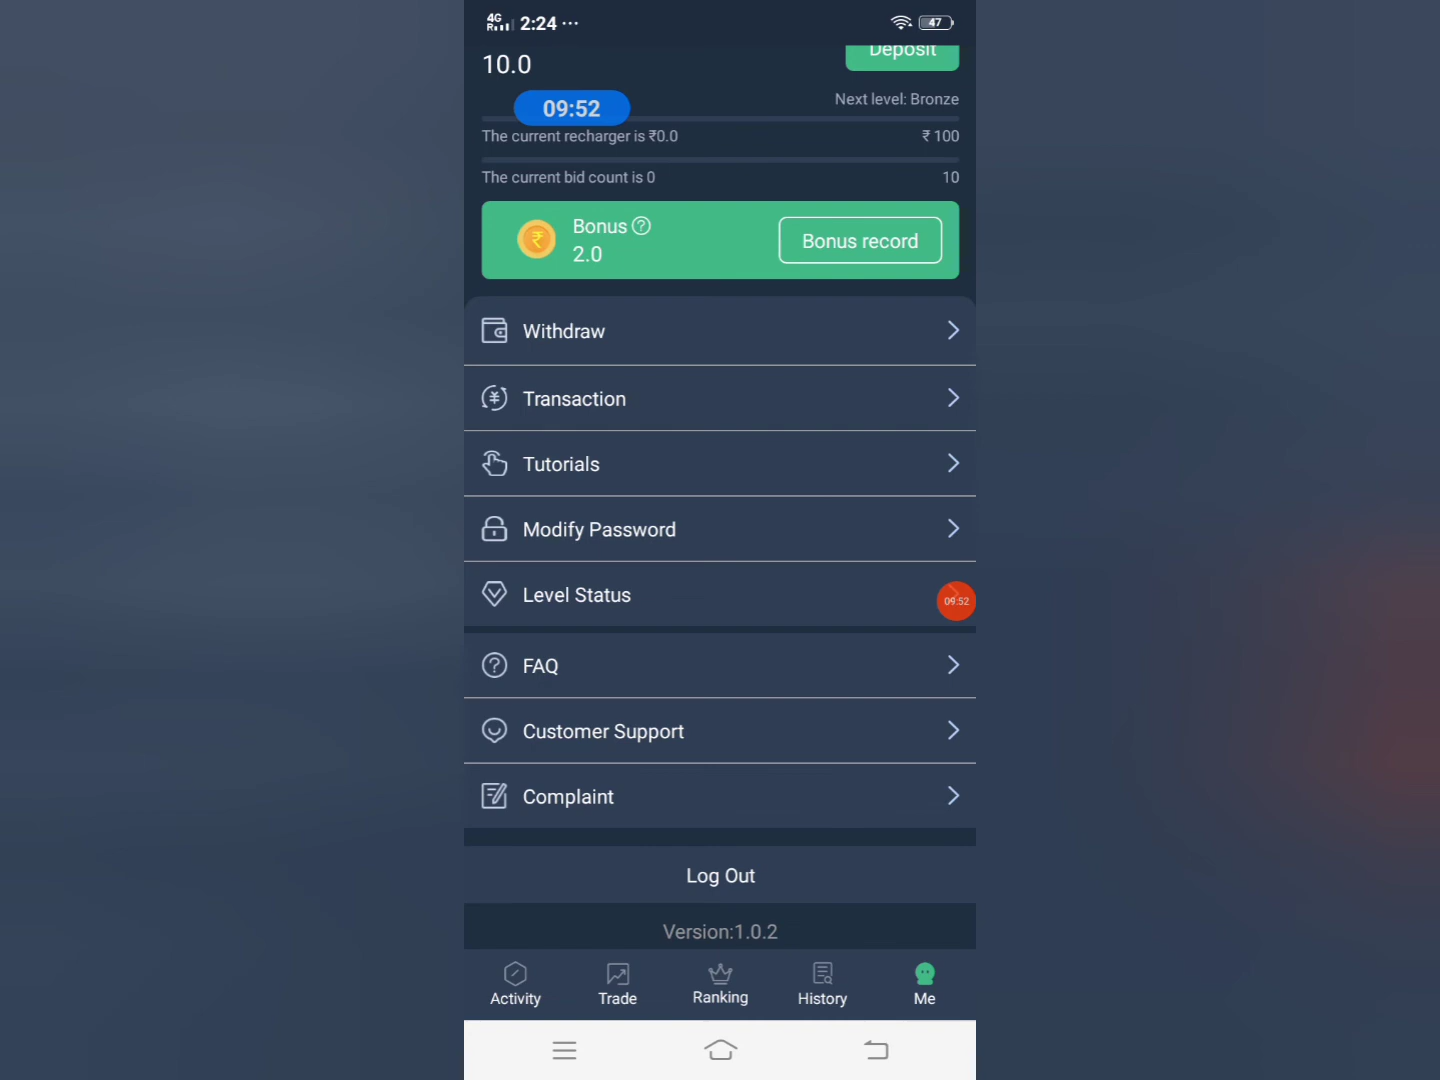 4G
R 2:24 ...
47
10.0
Deposit
09:52
Next level: Bronze
The current recharger is ₹0.0
₹ 100
The current bid count is 0
10
Bonus ?
2.0
Bonus record
Withdraw
Transaction
Tutorials
Modify Password
Level Status
09:52
FAQ
Customer Support
Complaint
Log Out
Version:1.0.2
Activity
Trade
Ranking
History
Me